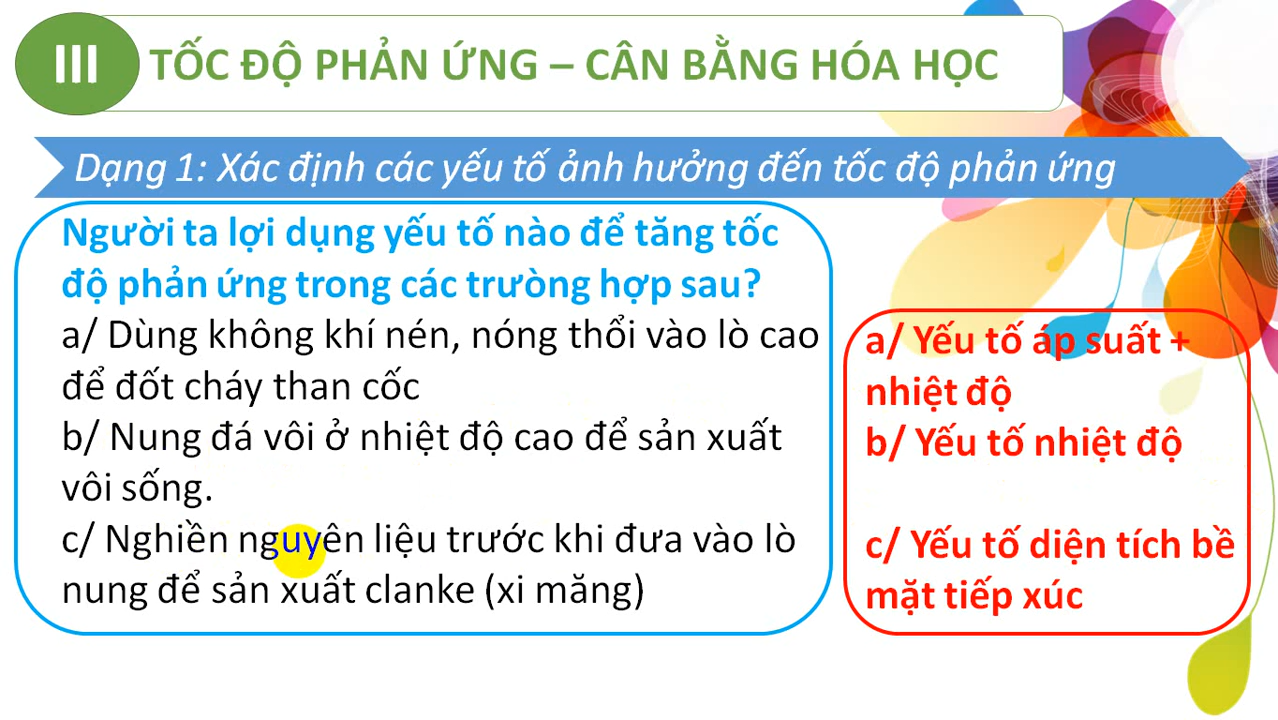 III
TỐC ĐỘ PHẢN ỨNG – CÂN BẰNG HÓA HỌC
Dạng 1: Xác định các yếu tố ảnh hưởng đến tốc độ phản ứng
Người ta lợi dụng yếu tố nào để tăng tốc
độ phản ứng trong các trưòng hợp sau?
a/ Dùng không khí nén, nóng thổi vào lò cao
để đốt cháy than cốc
b/ Nung đá vôi ở nhiệt độ cao để sản xuất
vôi sống.
c/ Nghiền nguyên liệu trước khi đưa vào lò
nung để sản xuất clanke (xi măng)
a/ Yếu tố áp suất +
nhiệt độ
b/ Yếu tố nhiệt độ
c/ Yếu tố diện tích bề
mặt tiếp xúc